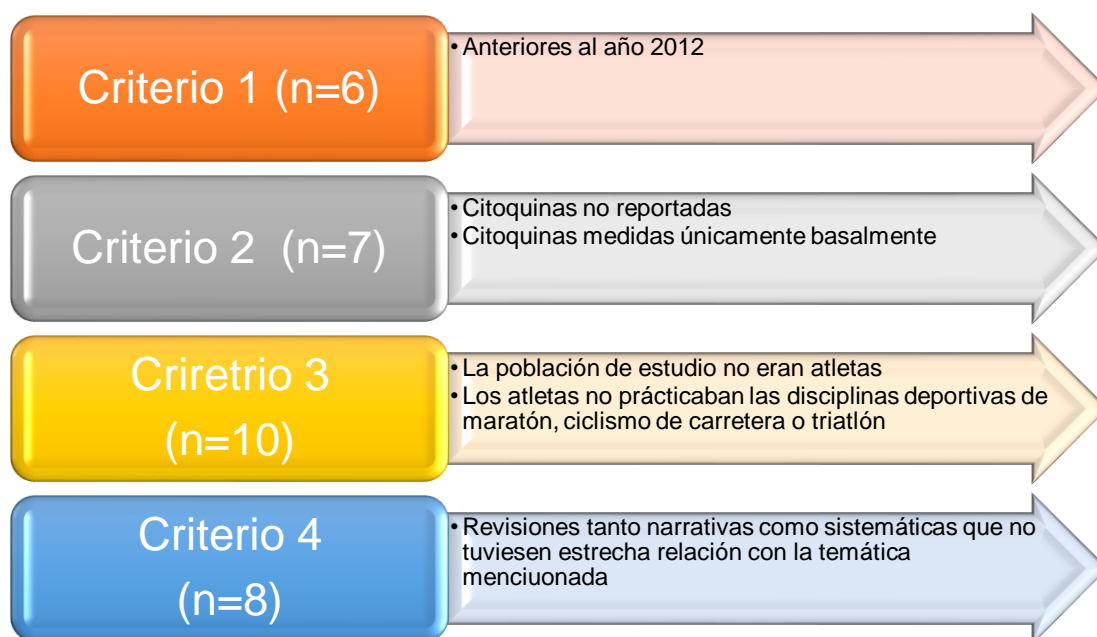 Criterio 1 (n=6)
• Anteriores al año 2012
Criterio 2 (n=7)
• Citoquinas no reportadas
• Citoquinas medidas únicamente basalmente
Criretrio 3
(n=10)
• La población de estudio no eran atletas
• Los atletas no prácticaban las disciplinas deportivas de
maratón, ciclismo de carretera o triatlón
Criterio 4
(n=8)
• Revisiones tanto narrativas como sistemáticas que no
tuviesen estrecha relación con la temática
menciuonada